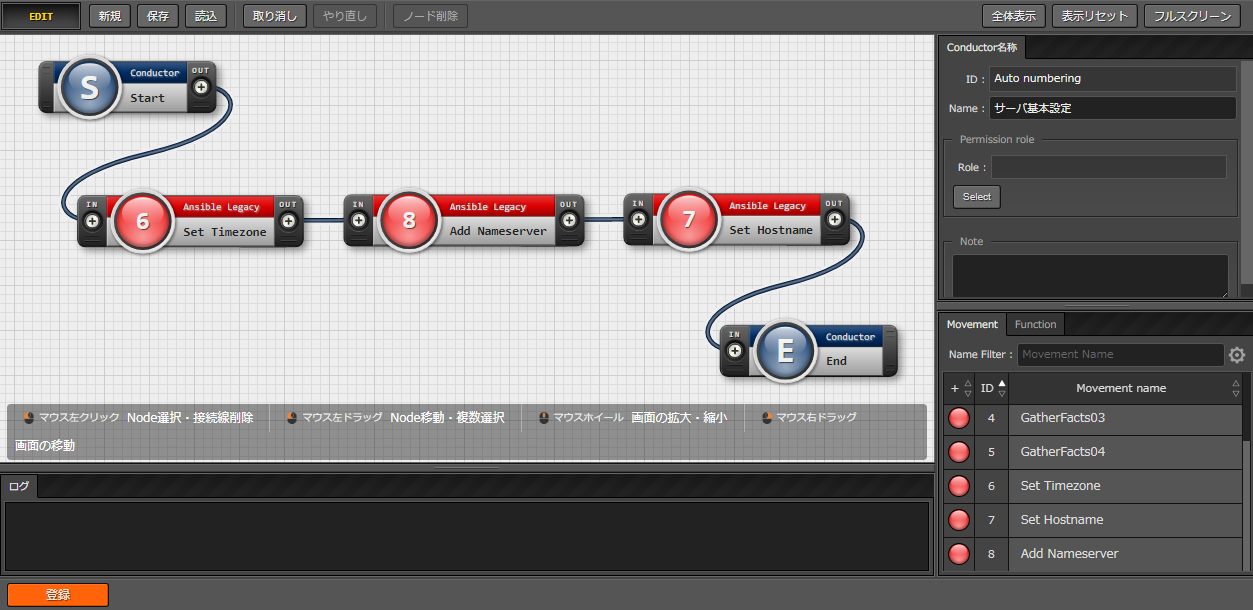 EDIT 新規 保存 読込 取り消し やり直し ノード削除 全体表示 表示リセット フルスクリーン
S Conductor Start OUT
IN 6 Ansible Legacy Set Timezone OUT
IN 8 Ansible Legacy Add Nameserver OUT
IN 7 Ansible Legacy Set Hostname OUT
IN E Conductor End
マウス左クリック Node選択・接続線削除 マウス左ドラッグ Node移動・複数選択 マウスホイール 画面の拡大・縮小 マウス右ドラッグ
画面の移動
ログ
登録
Conductor名称
ID : Auto numbering
Name : サーバ基本設定
Permission role
Role :
Select
Note
Movement Function
Name Filter : Movement Name
+ ID Movement name
4 GatherFacts03
5 GatherFacts04
6 Set Timezone
7 Set Hostname
8 Add Nameserver